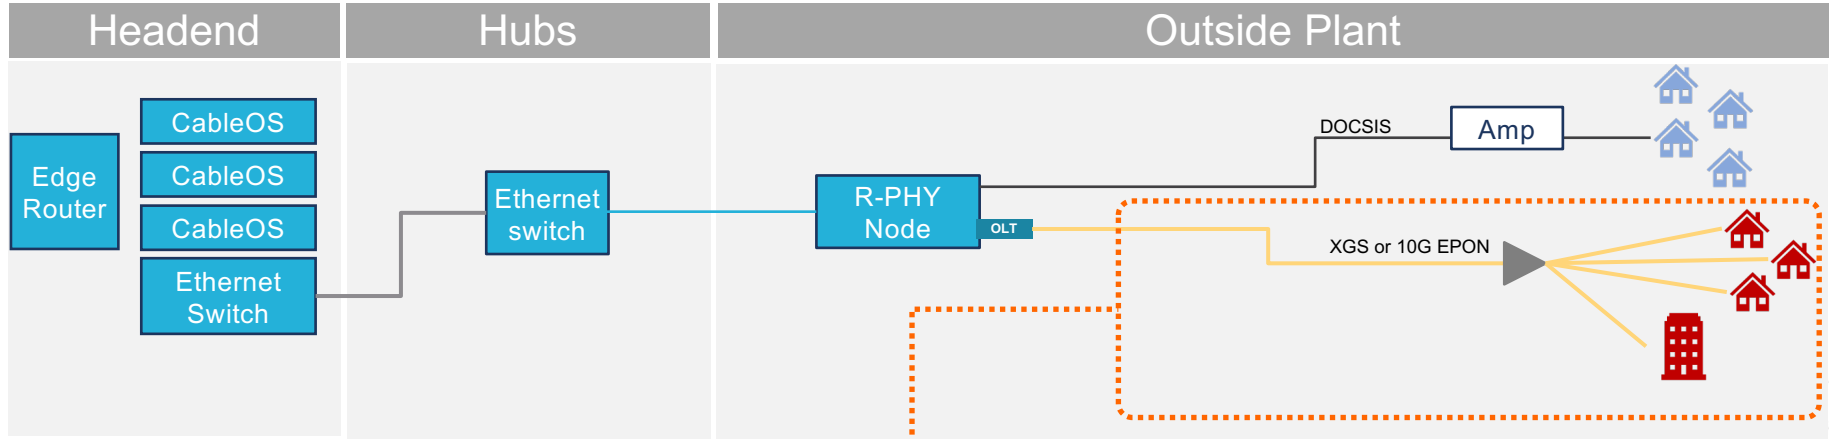 Headend
Hubs
Outside Plant
CableOS
CableOS
CableOS
Edge
Router
Ethernet
Switch
Ethernet
switch
R-PHY
Node
OLT
DOCSIS
Amp
XGS or 10G EPON